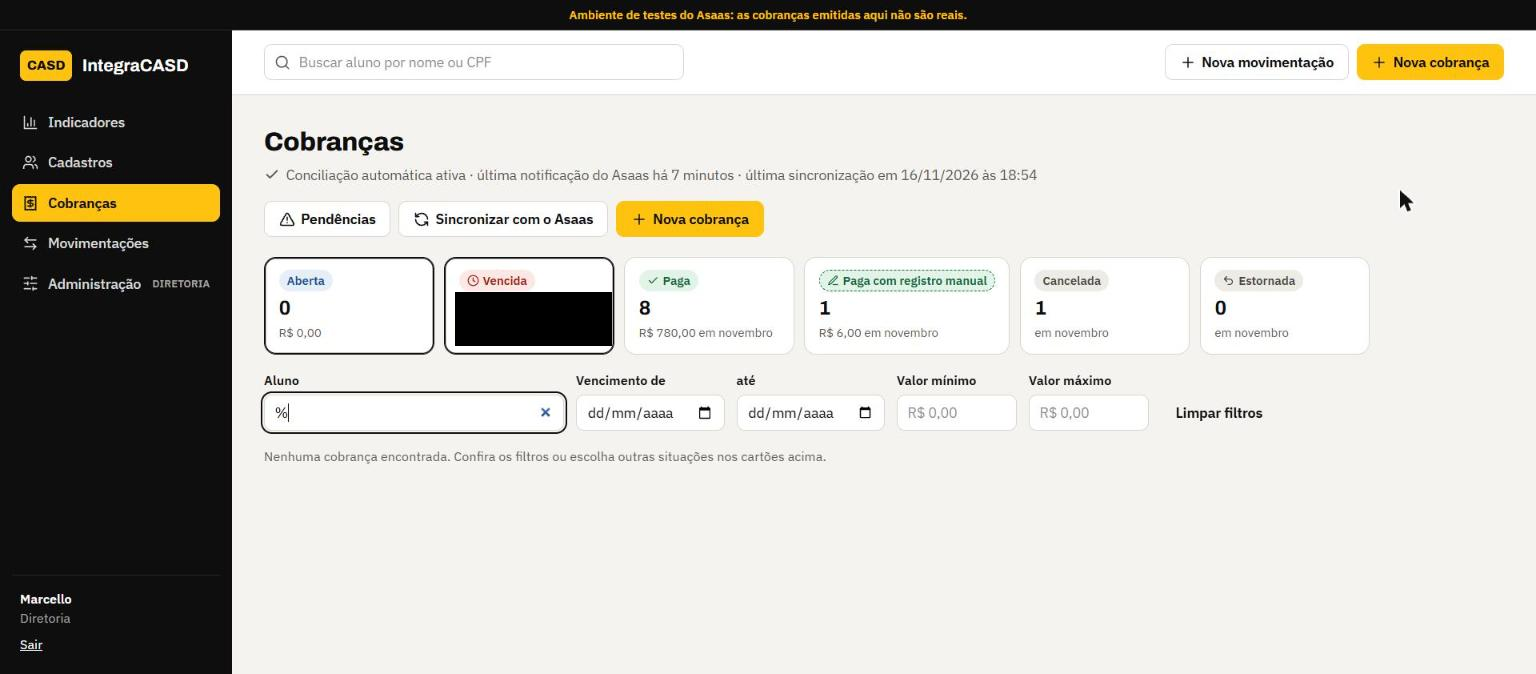 Ambiente de testes do Asaas: as cobranças emitidas aqui não são reais.
CASD IntegraCASD
Indicadores
Cadastros
Cobranças
Movimentações
Administração DIRETORIA
Marcello
Diretoria
Sair
Buscar aluno por nome ou CPF
Nova movimentação
Nova cobrança
Cobranças
Conciliação automática ativa · última notificação do Asaas há 7 minutos · última sincronização em 16/11/2026 às 18:54
Pendências
Sincronizar com o Asaas
Nova cobrança
Aberta
0
R$ 0,00
Vencida
Paga
8
R$ 780,00 em novembro
Paga com registro manual
1
R$ 6,00 em novembro
Cancelada
1
em novembro
Estornada
0
em novembro
Aluno
%
Vencimento de
dd/mm/aaaa
até
dd/mm/aaaa
Valor mínimo
R$ 0,00
Valor máximo
R$ 0,00
Limpar filtros
Nenhuma cobrança encontrada. Confira os filtros ou escolha outras situações nos cartões acima.